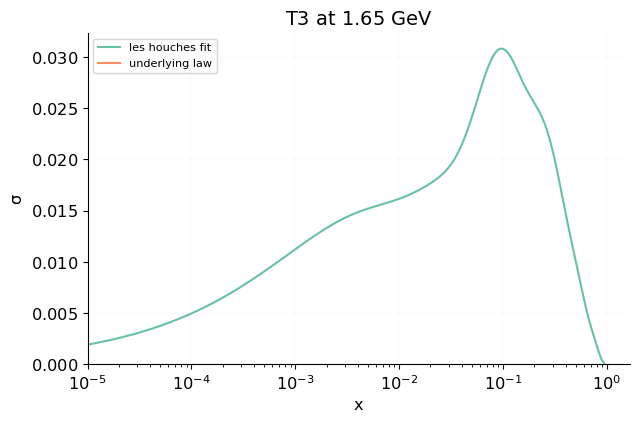 T3 at 1.65 GeV
les houches fit
underlying law
σ
0.030
0.025
0.020
0.015
0.010
0.005
0.000
10⁻⁵ 10⁻⁴ 10⁻³ 10⁻² 10⁻¹ 10⁰
x